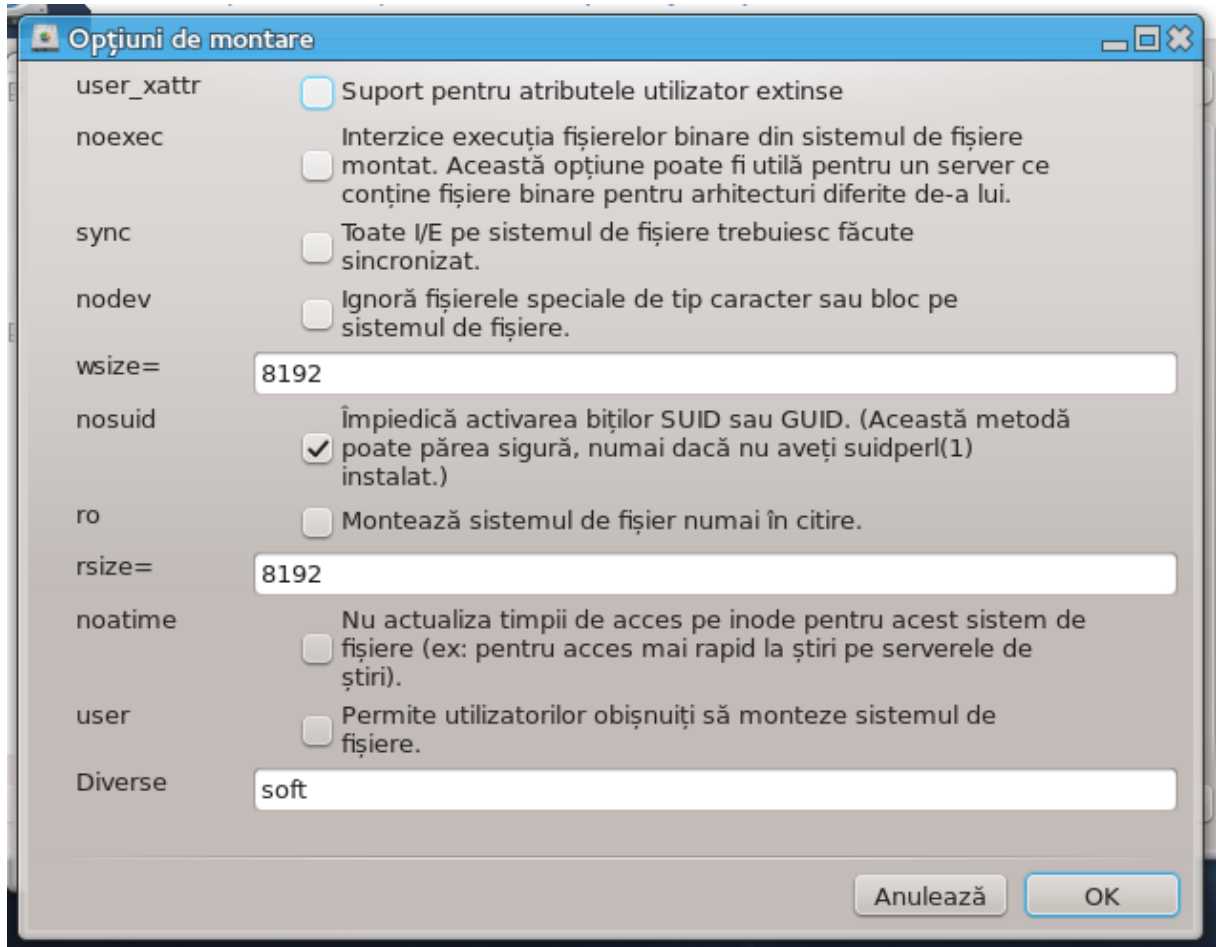 Opțiuni de montare
user_xattr
Suport pentru atributele utilizator extinse
noexec
Interzice execuția fișierelor binare din sistemul de fișiere
montat. Această opțiune poate fi utilă pentru un server ce
conține fișiere binare pentru arhitecturi diferite de-a lui.
sync
Toate I/E pe sistemul de fișiere trebuiesc făcute
sincronizat.
nodev
Ignoră fișierele speciale de tip caracter sau bloc pe
sistemul de fișiere.
wsize=
8192
nosuid
Împiedică activarea biților SUID sau GUID. (Această metodă
poate părea sigură, numai dacă nu aveți suidperl(1)
instalat.)
ro
Montează sistemul de fișier numai în citire.
rsize=
8192
noatime
Nu actualiza timpii de acces pe inode pentru acest sistem de
fișiere (ex: pentru acces mai rapid la știri pe serverele de
știri).
user
Permite utilizatorilor obișnuiți să monteze sistemul de
fișiere.
Diverse
soft
Anulează
OK